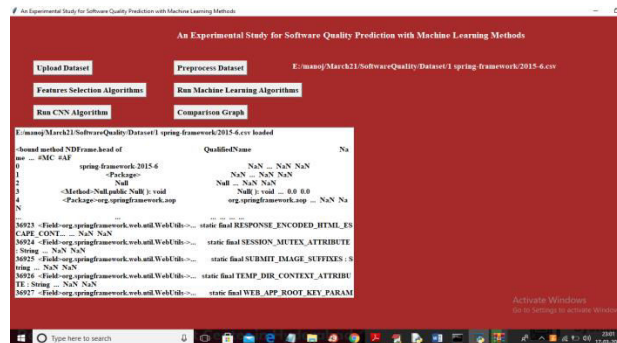 An Experimental Study for Software Quality Prediction with Machine Learning Methods
An Experimental Study for Software Quality Prediction with Machine Learning Methods
Upload Dataset
Preprocess Dataset
E:/manoj/March21/SoftwareQuality/Dataset/1 spring-framework/2015-6.csv
Features Selection Algorithms
Run Machine Learning Algorithms
Run CNN Algorithm
Comparison Graph
E:/manoj/March21/SoftwareQuality/Dataset/1 spring-framework/2015-6.csv loaded
<bound method NDFrame.head of QualifiedName Na
me ... #MC #AF
0 spring-framework-2015-6 NaN ... NaN NaN
1 <Package> NaN ... NaN NaN
2 Null Null ... NaN NaN
3 <Method>Null.public Null( ): void Null( ): void ... 0.0 0.0
4 <Package>org.springframework.aop org.springframework.aop ... NaN Na
N
... ... ... ... ... ...
36923 <Field>org.springframework.web.util.WebUtils>... static final RESPONSE_ENCODED_HTML_ES
CAPE_CONT... ... NaN NaN
36924 <Field>org.springframework.web.util.WebUtils>... static final SESSION_MUTEX_ATTRIBUTE
: String ... NaN NaN
36925 <Field>org.springframework.web.util.WebUtils>... static final SUBMIT_IMAGE_SUFFIXES : S
tring ... NaN NaN
36926 <Field>org.springframework.web.util.WebUtils>... static final TEMP_DIR_CONTEXT_ATTRIBU
TE : String ... NaN NaN
36927 <Field>org.springframework.web.util.WebUtils>... static final WEB_APP_ROOT_KEY_PARAM
Activate Windows
Go to Settings to activate Window
Type here to search
23:01